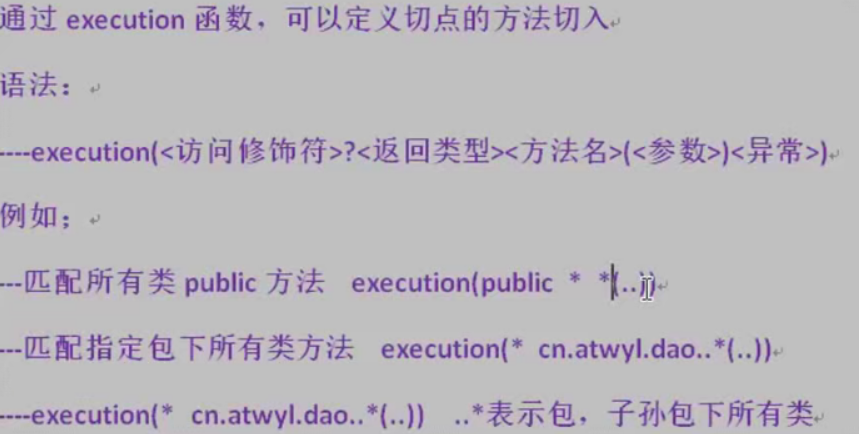 通过 execution 函数，可以定义切点的方法切入
语法：
----execution(<访问修饰符>?<返回类型><方法名>(<参数>)<异常>)
例如；
---匹配所有类 public 方法 execution(public * *(..))
---匹配指定包下所有类方法 execution(* cn.atwyl.dao..*(..))
----execution(* cn.atwyl.dao..*(..)) ..*表示包，子孙包下所有类